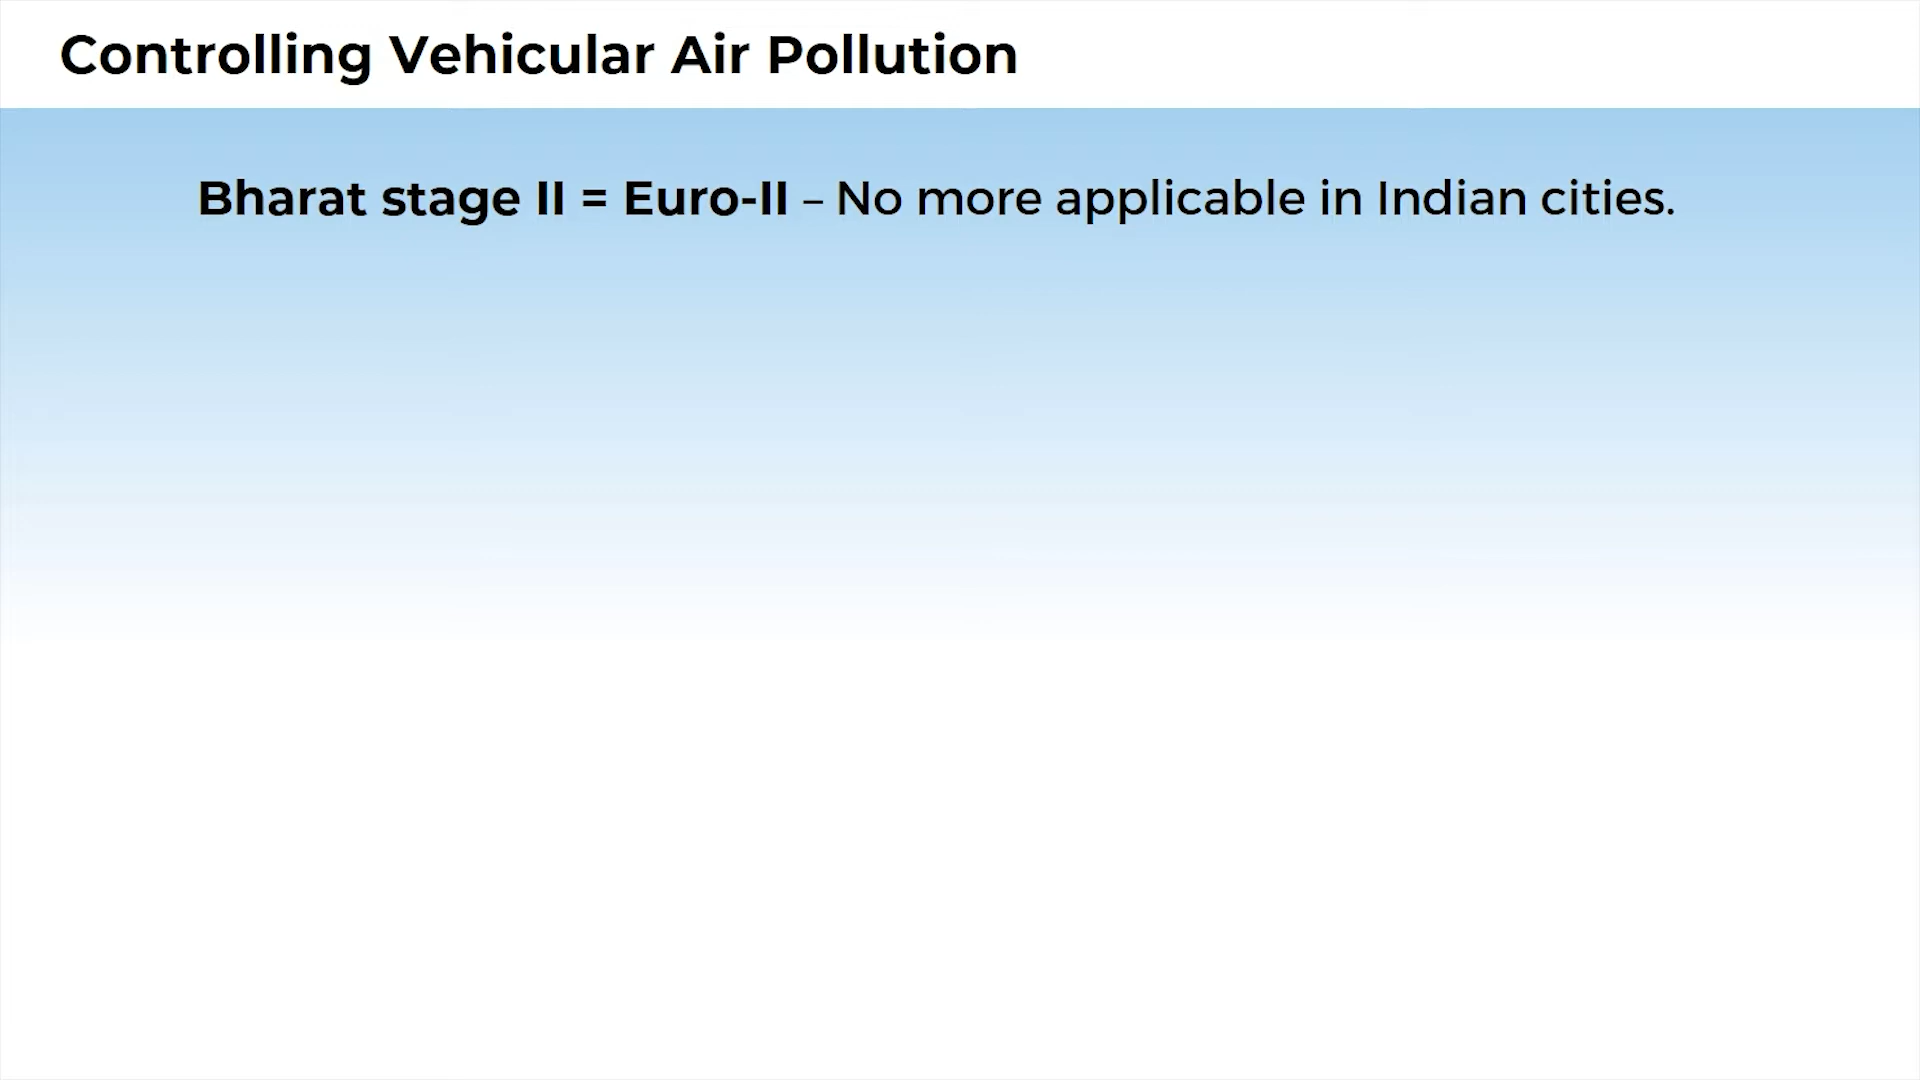 Controlling Vehicular Air Pollution
Bharat stage II = Euro-II – No more applicable in Indian cities.